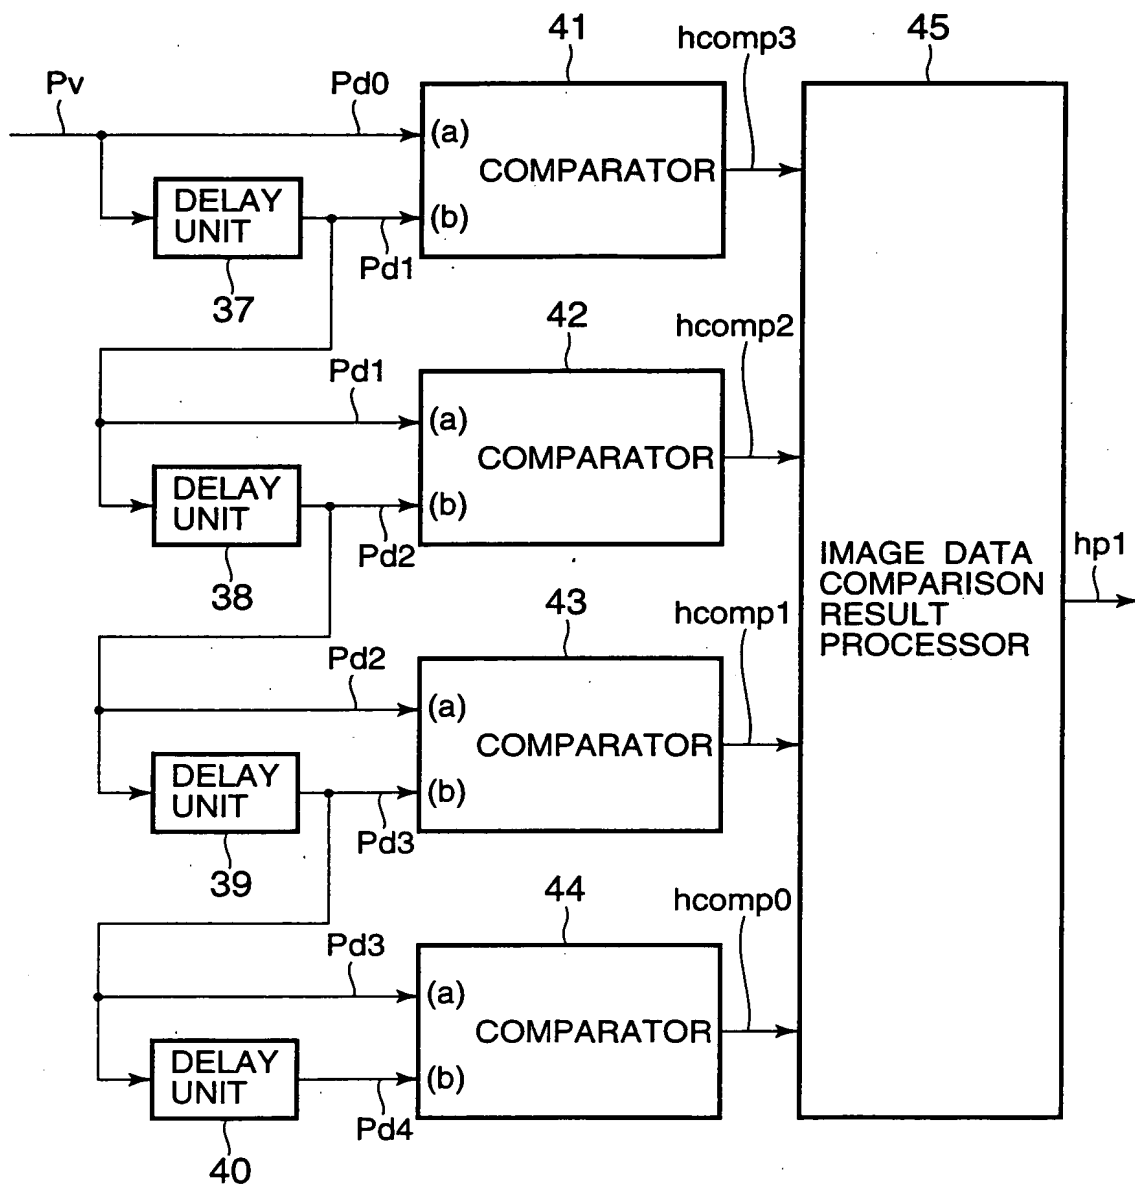 41
hcomp3
45
Pv
Pd0
(a)
COMPARATOR
DELAY
UNIT
(b)
Pd1
37
42
hcomp2
Pd1
(a)
COMPARATOR
DELAY
UNIT
(b)
Pd2
38
IMAGE DATA
COMPARISON
RESULT
PROCESSOR
hp1
43
hcomp1
Pd2
(a)
COMPARATOR
DELAY
UNIT
(b)
Pd3
39
44
hcomp0
Pd3
(a)
COMPARATOR
DELAY
UNIT
(b)
Pd4
40